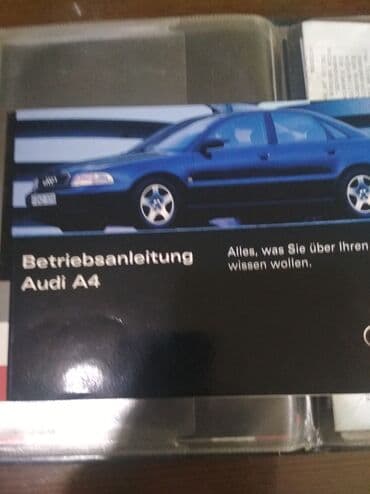 Betriebsanleitung
Audi A4
Alles, was Sie über Ihren
wissen wollen.